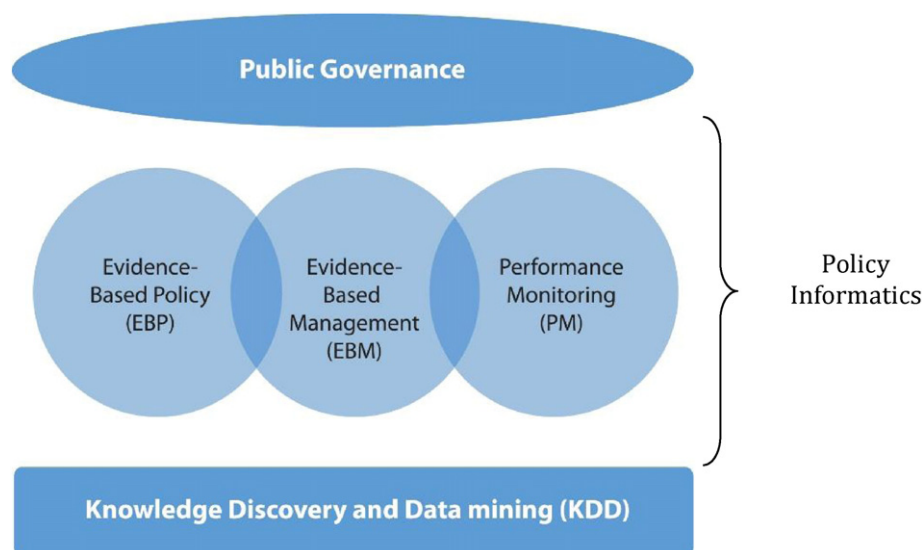 Public Governance
Evidence-
Based Policy
(EBP)
Evidence-
Based
Management
(EBM)
Performance
Monitoring
(PM)
Policy
Informatics
Knowledge Discovery and Data mining (KDD)